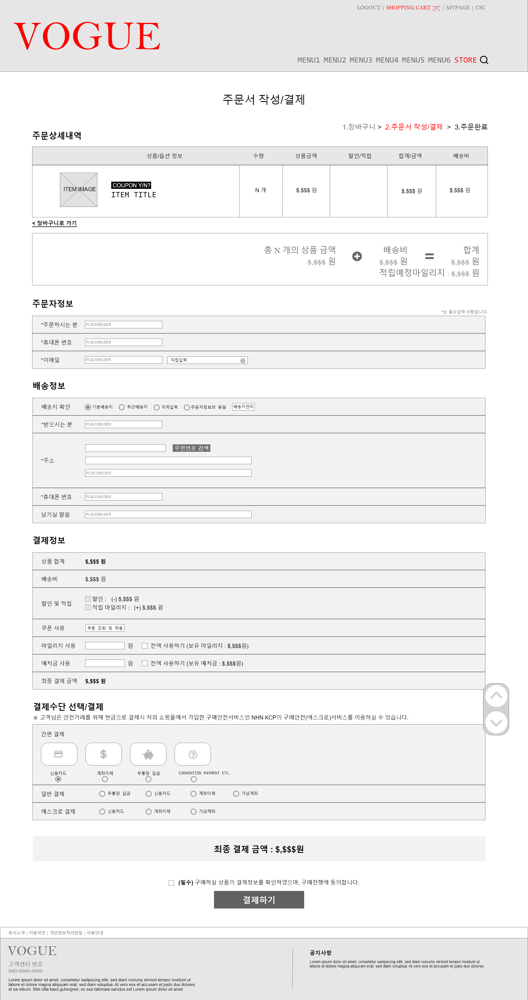 LOGOUT | SHOPPING CART [0] | MYPAGE | CSC
VOGUE
MENU1 MENU2 MENU3 MENU4 MENU5 MENU6 STORE
주문서 작성/결제
1.장바구니 > 2.주문서 작성/결제 > 3.주문완료
주문상세내역
상품/옵션 정보 수량 상품금액 할인/적립 합계/금액 배송비
ITEM IMAGE
COUPON Y/N?
ITEM TITLE
N 개 $,$$$ 원 $,$$$ 원 $,$$$ 원
< 장바구니로 가기
총 N 개의 상품 금액 배송비 합계
$,$$$ 원 $,$$$ 원 $,$$$ 원
적립예정마일리지 : $,$$$ 원
주문자정보
*는 필수입력 사항입니다.
*주문하시는 분 PLACEHOLDER
*휴대폰 번호 PLACEHOLDER
*이메일 PLACEHOLDER 직접입력
배송정보
배송지 확인 기본배송지 최근배송지 직적입력 주문자정보와 동일 배송지관리
*받으시는 분 PLACEHOLDER
우편번호 검색
*주소
PLACEHOLDER
*휴대폰 번호 PLACEHOLDER
남기실 말씀 PLACEHOLDER
결제정보
상품 합계 $,$$$ 원
배송비 $,$$$ 원
할인 및 적립
? 할인 : (-) $,$$$ 원
? 적립 마일리지 : (+) $,$$$ 원
쿠폰 사용 쿠폰 조회 및 적용
마일리지 사용 원 전액 사용하기 (보유 마일리지 : $,$$$원)
예치금 사용 원 전액 사용하기 (보유 예치금 : $,$$$원)
최종 결제 금액 $,$$$ 원
결제수단 선택/결제
※ 고객님은 안전거래를 위해 현금으로 결제시 저희 쇼핑몰에서 가입한 구매안전서비스인 NHN KCP의 구매안전(에스크로)서비스를 이용하실 수 있습니다.
간편 결제
$ ?
신용카드 계좌이체 무통장 입금 CONVENTION PAYMENT ETC.
일반 결제 무통장 입금 신용카드 계좌이체 가상계좌
에스크로 결제 신용카드 계좌이체 가상계좌
최종 결제 금액 : $,$$$원
(필수) 구매하실 상품의 결제정보를 확인하였으며, 구매진행에 동의합니다.
결제하기
회사소개 | 이용약관 | 개인정보처리방침 | 이용안내
VOGUE
고객센터 번호
000-0000-0000
Lorem ipsum dolor sit amet, consetetur sadipscing elitr, sed diam nonumy eirmod tempor invidunt ut
labore et dolore magna aliquyam erat, sed diam voluptua. At vero eos et accusam et justo duo dolores
et ea rebum. Stet clita kasd gubergren, no sea takimata sanctus est Lorem ipsum dolor sit amet
공지사항
Lorem ipsum dolor sit amet, consetetur sadipscing elitr, sed diam nonumy eirmod tempor invidunt ut
labore et dolore magna aliquyam erat, sed diam voluptua. At vero eos et accusam et justo duo dolores